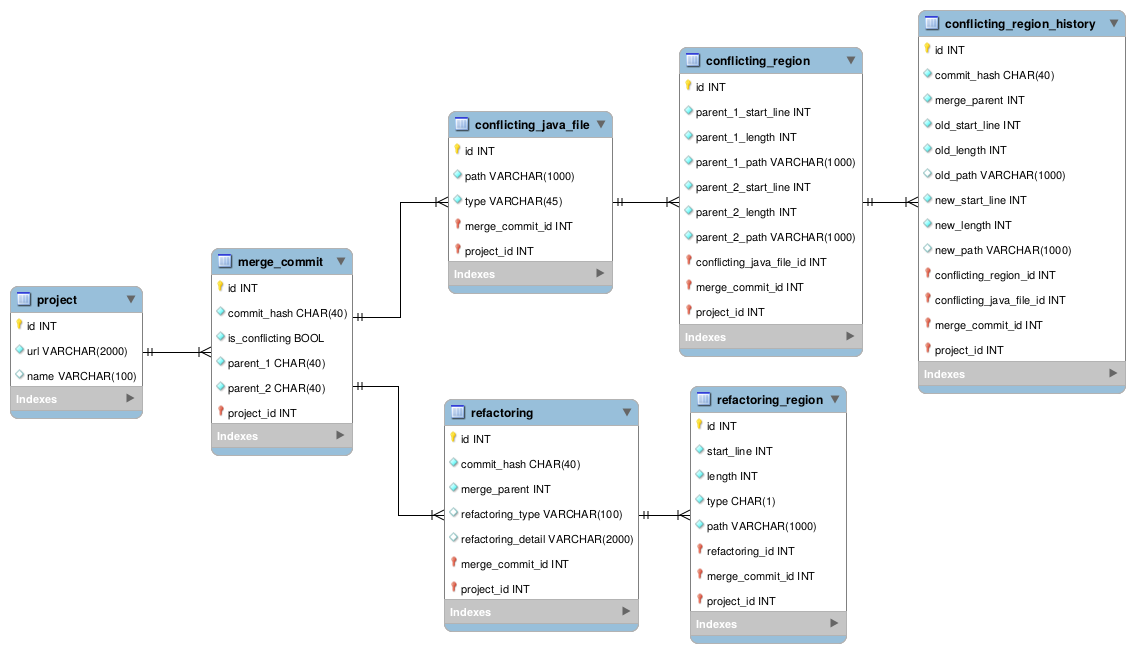 project
id INT
url VARCHAR(2000)
name VARCHAR(100)
Indexes
merge_commit
id INT
commit_hash CHAR(40)
is_conflicting BOOL
parent_1 CHAR(40)
parent_2 CHAR(40)
project_id INT
Indexes
conflicting_java_file
id INT
path VARCHAR(1000)
type VARCHAR(45)
merge_commit_id INT
project_id INT
Indexes
conflicting_region
id INT
parent_1_start_line INT
parent_1_length INT
parent_1_path VARCHAR(1000)
parent_2_start_line INT
parent_2_length INT
parent_2_path VARCHAR(1000)
conflicting_java_file_id INT
merge_commit_id INT
project_id INT
Indexes
conflicting_region_history
id INT
commit_hash CHAR(40)
merge_parent INT
old_start_line INT
old_length INT
old_path VARCHAR(1000)
new_start_line INT
new_length INT
new_path VARCHAR(1000)
conflicting_region_id INT
conflicting_java_file_id INT
merge_commit_id INT
project_id INT
Indexes
refactoring
id INT
commit_hash CHAR(40)
merge_parent INT
refactoring_type VARCHAR(100)
refactoring_detail VARCHAR(2000)
merge_commit_id INT
project_id INT
Indexes
refactoring_region
id INT
start_line INT
length INT
type CHAR(1)
path VARCHAR(1000)
refactoring_id INT
merge_commit_id INT
project_id INT
Indexes